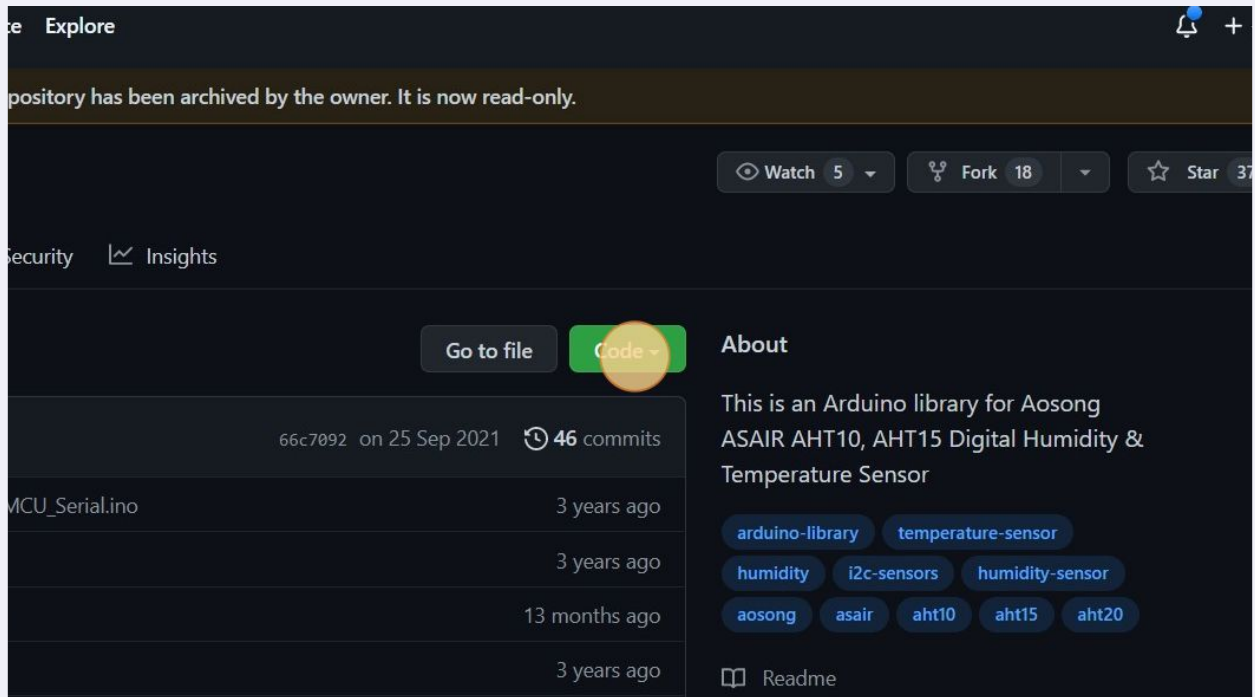 Explore
pository has been archived by the owner. It is now read-only.
Watch 5
Fork 18
Star 37
Security
Insights
Go to file
Code
66c7092 on 25 Sep 2021
46 commits
MCU_Serial.ino
3 years ago
3 years ago
13 months ago
3 years ago
About
This is an Arduino library for Aosong
ASAIR AHT10, AHT15 Digital Humidity &
Temperature Sensor
arduino-library temperature-sensor
humidity i2c-sensors humidity-sensor
aosong asair aht10 aht15 aht20
Readme